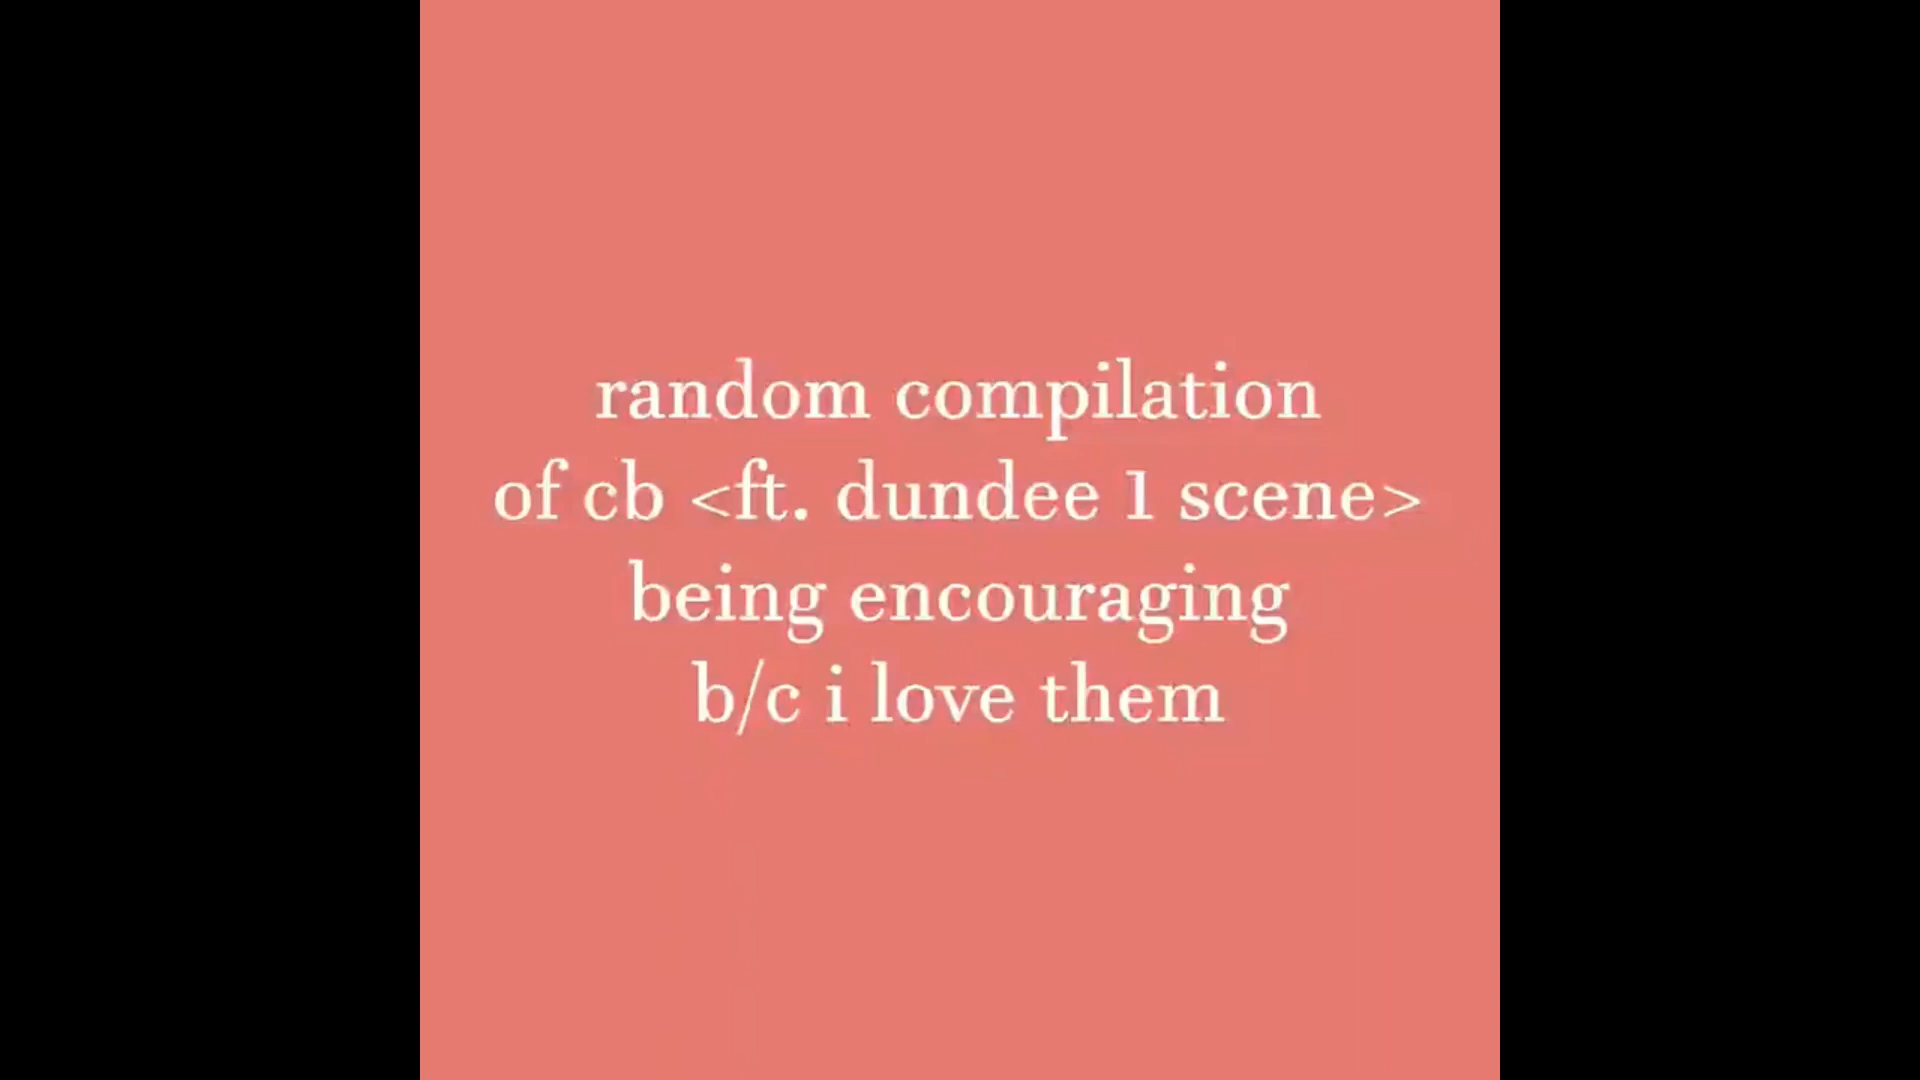 random compilation
of cb <ft. dundee 1 scene>
being encouraging
b/c i love them